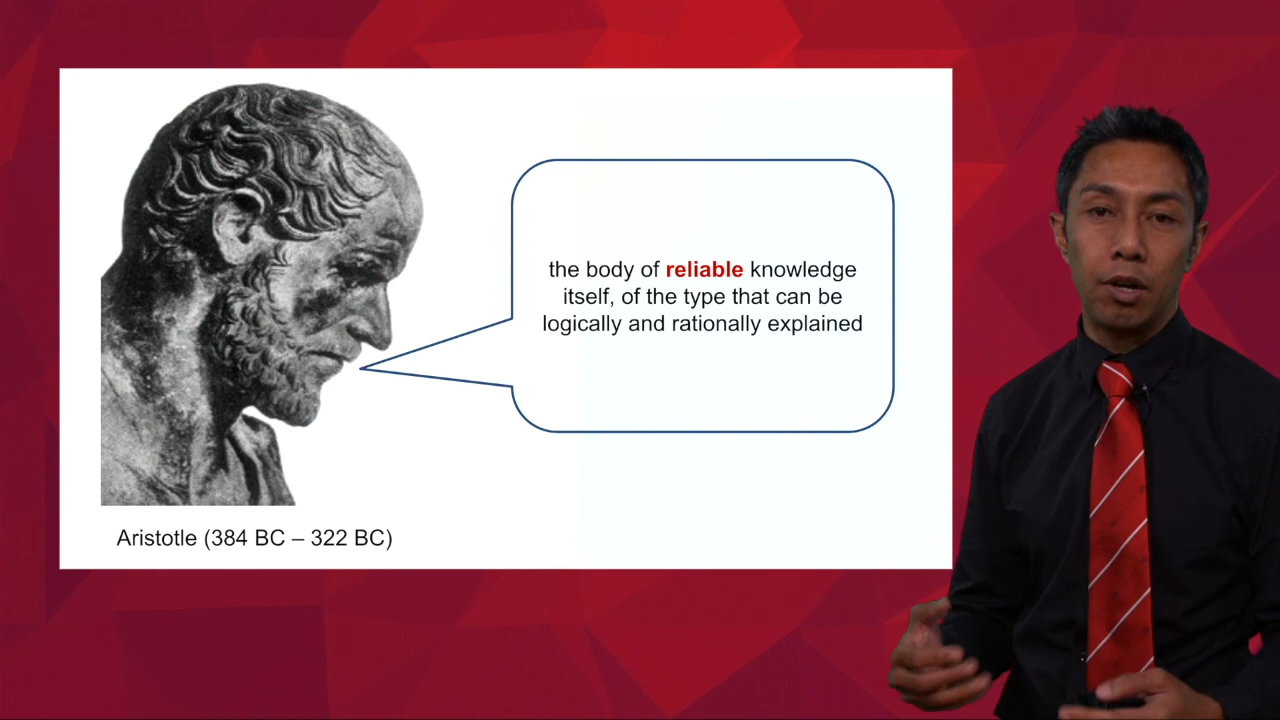 the body of reliable knowledge
itself, of the type that can be
logically and rationally explained
Aristotle (384 BC – 322 BC)